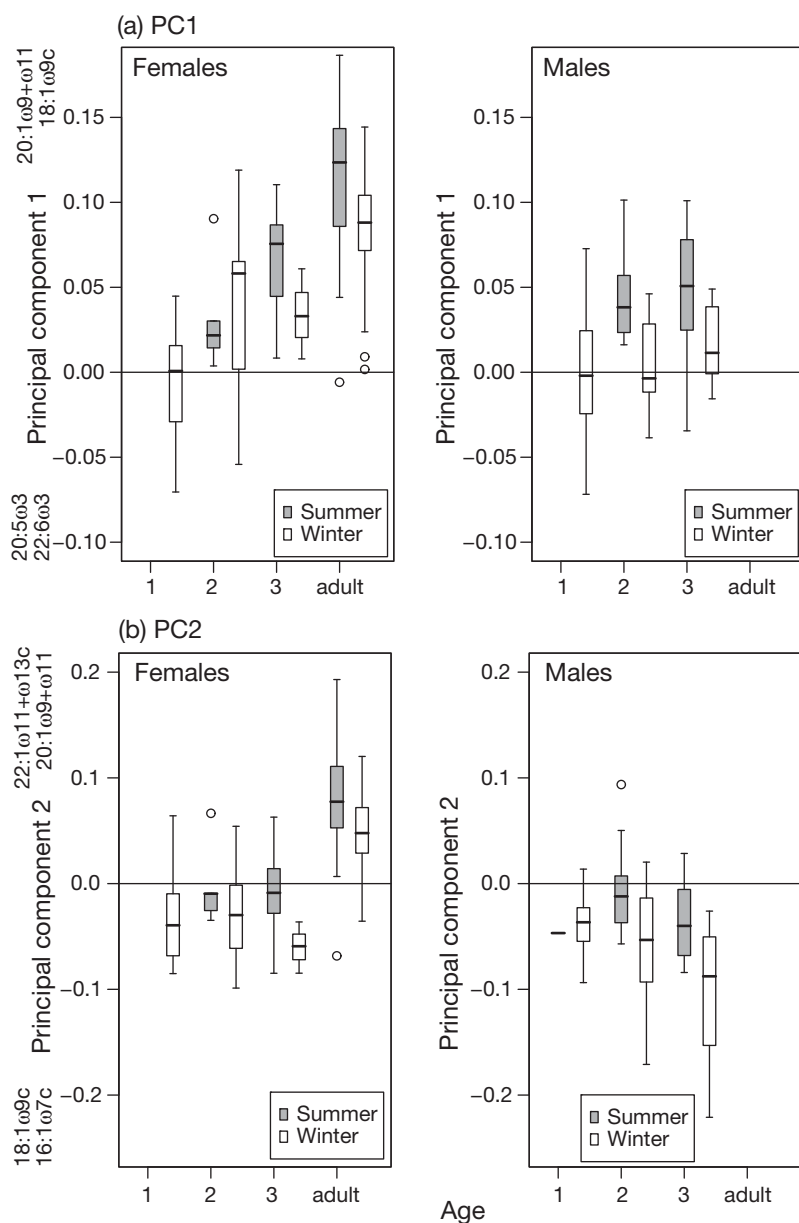 (a) PC1
20:1ω9+ω11
18:1ω9c
Principal component 1
20:5ω3
22:6ω3
0.15
0.10
0.05
0.00
−0.05
−0.10
Females
Summer
Winter
1 2 3 adult
Principal component 1
0.15
0.10
0.05
0.00
−0.05
−0.10
Males
Summer
Winter
1 2 3 adult
(b) PC2
22:1ω11+ω13c
20:1ω9+ω11
Principal component 2
18:1ω9c
16:1ω7c
0.2
0.1
0.0
−0.1
−0.2
Females
Summer
Winter
1 2 3 adult
Principal component 2
0.2
0.1
0.0
−0.1
−0.2
Males
Summer
Winter
1 2 3 adult
Age